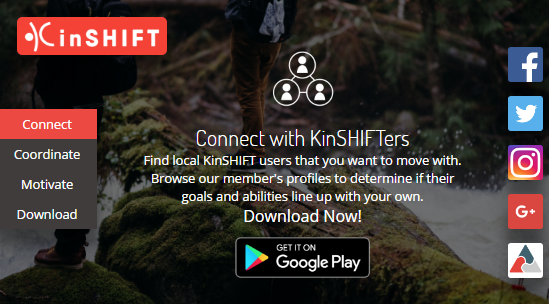 KinSHIFT
Connect
Coordinate
Motivate
Download
Connect with KinSHIFTers
Find local KinSHIFT users that you want to move with.
Browse our member's profiles to determine if their
goals and abilities line up with your own.
Download Now!
GET IT ON
Google Play
f
G+